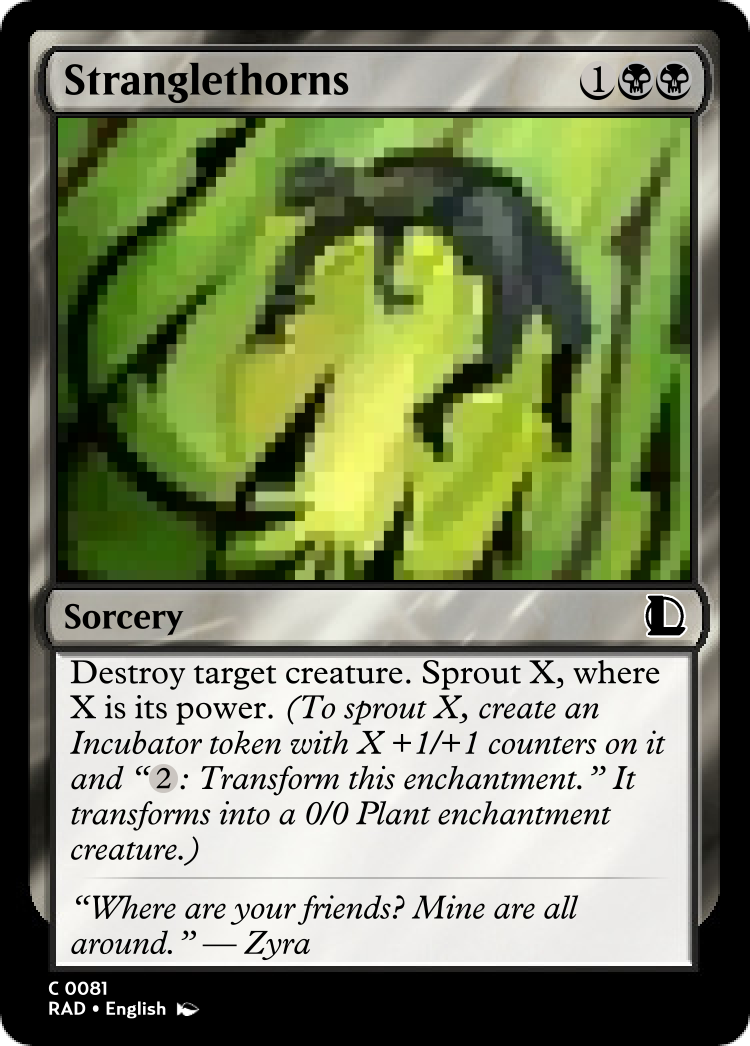 Stranglethorns 1
Sorcery
Destroy target creature. Sprout X, where
X is its power. (To sprout X, create an
Incubator token with X +1/+1 counters on it
and “2: Transform this enchantment.” It
transforms into a 0/0 Plant enchantment
creature.)
“Where are your friends? Mine are all
around.” — Zyra
C 0081
RAD • English